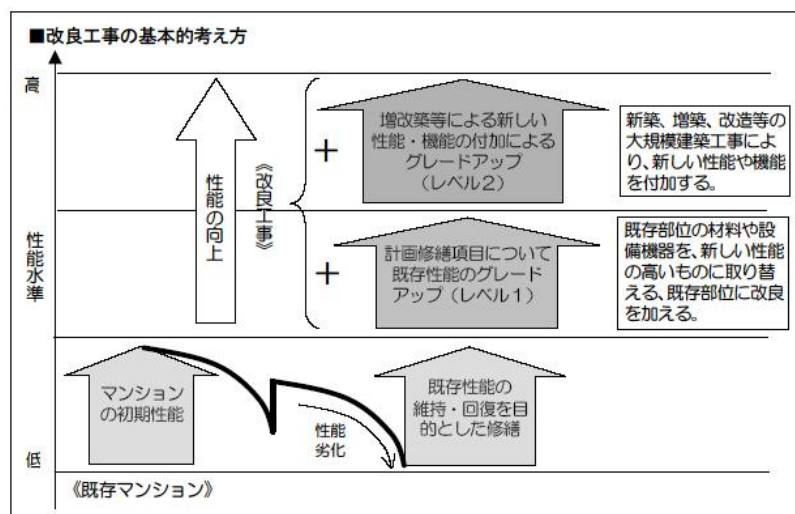 ■改良工事の基本的考え方
高
増改築等による新しい
性能・機能の付加による
グレードアップ
（レベル２）
新築、増築、改造等の
大規模建築工事によ
り、新しい性能や機能
を付加する。
性能の向上
《改良工事》
＋
＋
性能水準
計画修繕項目について
既存性能のグレード
アップ（レベル１）
既存部位の材料や設
備機器を、新しい性能
の高いものに取り替
える、既存部位に改良
を加える。
マンション
の初期性能
性能
劣化
既存性能の
維持・回復を目
的とした修繕
低
《既存マンション》